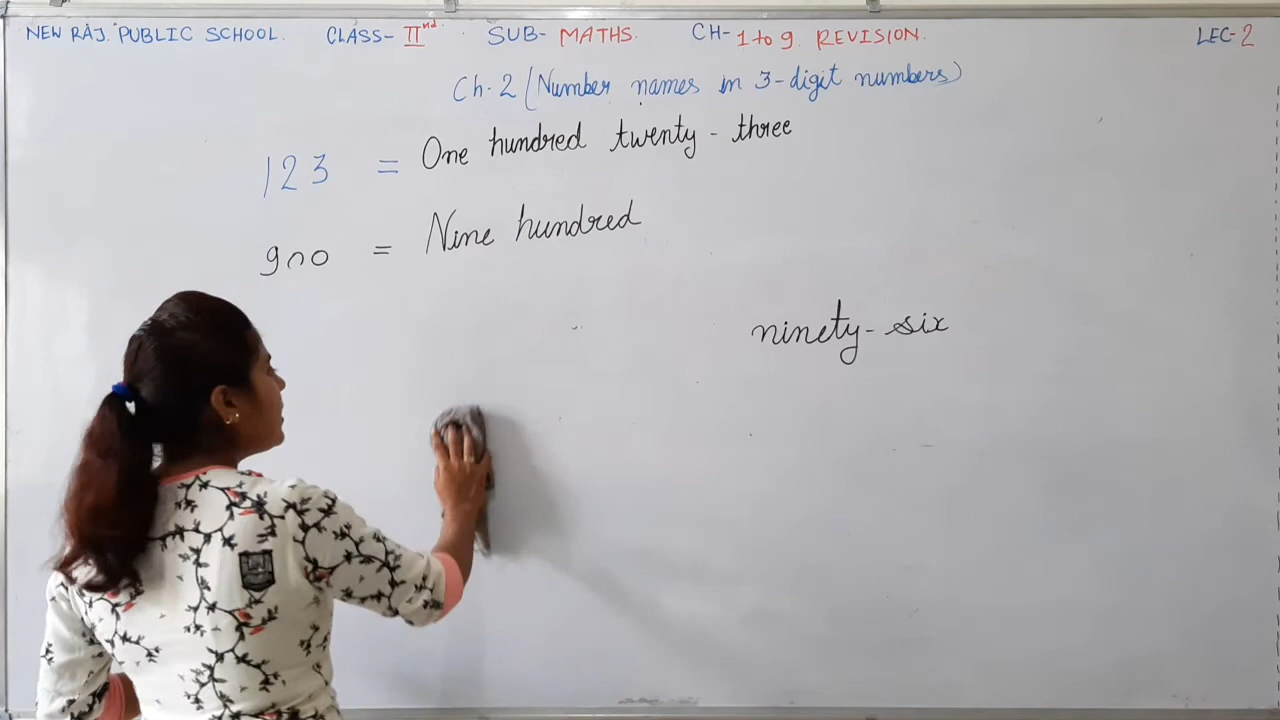 NEW RAJ. PUBLIC SCHOOL. CLASS- IInd. SUB- MATHS. CH- 1 to 9 REVISION. LEC- 2
Ch. 2 (Number names in 3-digit numbers)
123 = One hundred twenty-three
900 = Nine hundred
ninety-six